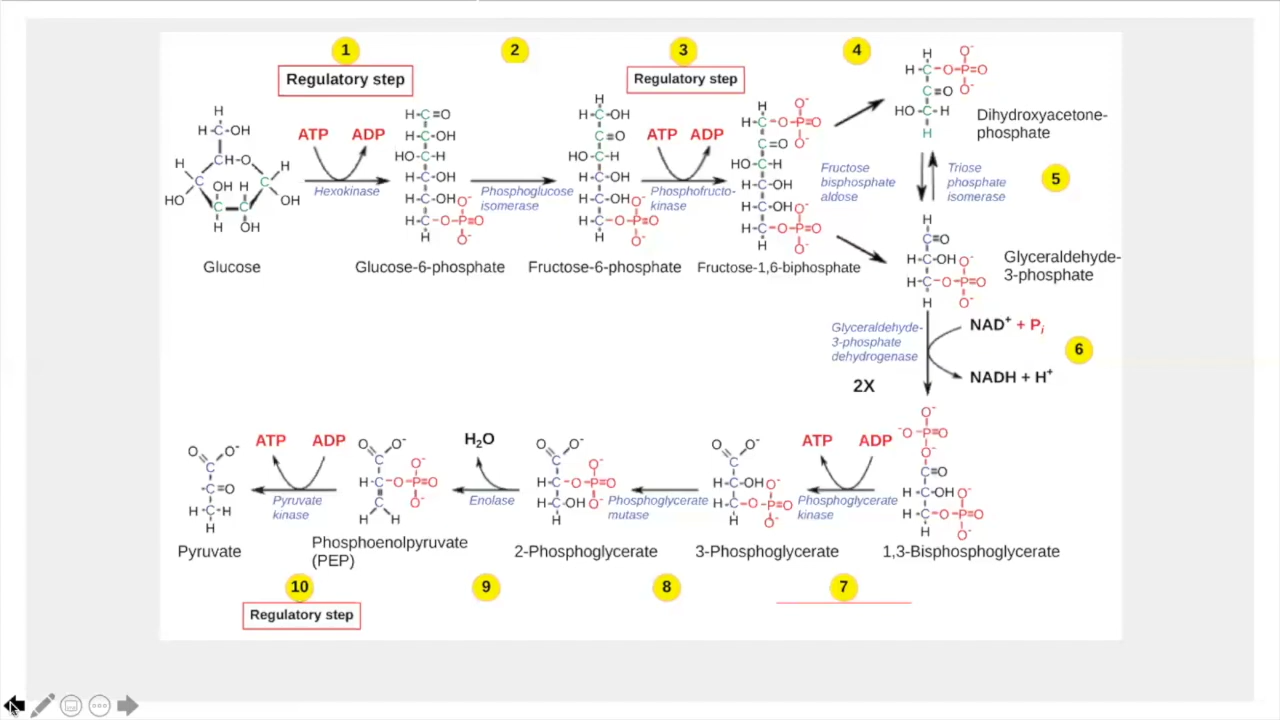 1
2
3
4
Regulatory step
Regulatory step
ATP ADP
Hexokinase
Phosphoglucose
isomerase
ATP ADP
Phosphofructo-
kinase
Fructose
bisphosphate
aldose
Dihydroxyacetone-
phosphate
Triose
phosphate
isomerase
5
Glucose
Glucose-6-phosphate
Fructose-6-phosphate
Fructose-1,6-biphosphate
Glyceraldehyde-
3-phosphate
Glyceraldehyde-
3-phosphate
dehydrogenase
NAD⁺ + Pᵢ
6
NADH + H⁺
2X
ATP ADP
Pyruvate
kinase
H₂O
Enolase
Phosphoglycerate
mutase
ATP ADP
Phosphoglycerate
kinase
Pyruvate
Phosphoenolpyruvate
(PEP)
2-Phosphoglycerate
3-Phosphoglycerate
1,3-Bisphosphoglycerate
10
9
8
7
Regulatory step